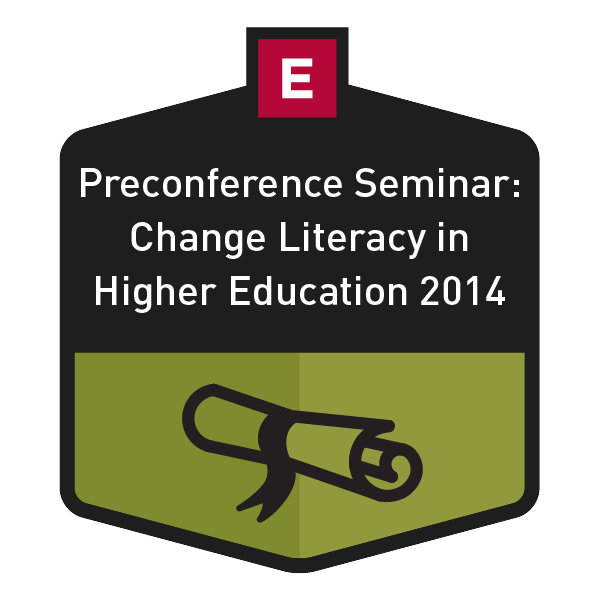 E
Preconference Seminar:
Change Literacy in
Higher Education 2014